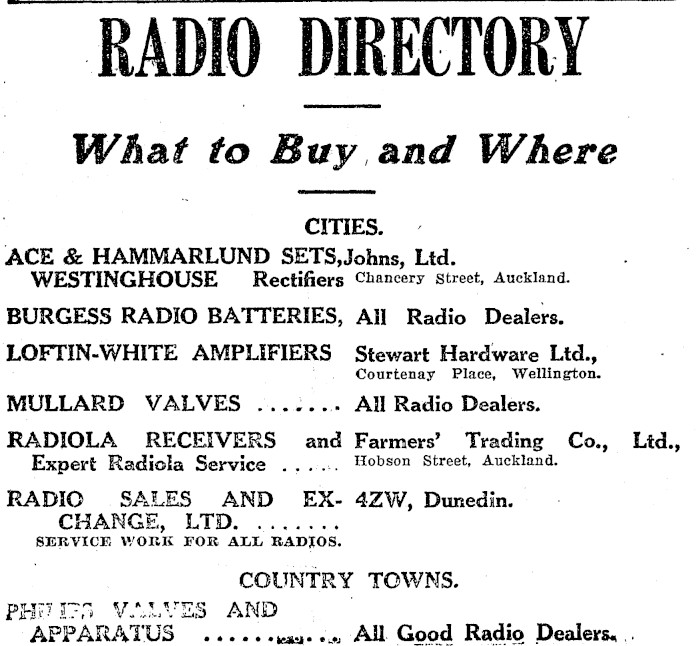 RADIO DIRECTORY
What to Buy and Where
CITIES.
ACE & HAMMARLUND SETS, Johns, Ltd.
WESTINGHOUSE Rectifiers Chancery Street, Auckland.
BURGESS RADIO BATTERIES, All Radio Dealers.
LOFTIN-WHITE AMPLIFIERS Stewart Hardware Ltd.,
Courtenay Place, Wellington.
MULLARD VALVES ....... All Radio Dealers.
RADIOLA RECEIVERS and Farmers' Trading Co., Ltd.,
Expert Radiola Service ...... Hobson Street, Auckland.
RADIO SALES AND EX- 4ZW, Dunedin.
CHANGE, LTD. ........
SERVICE WORK FOR ALL RADIOS.
COUNTRY TOWNS.
PHILIPS VALVES AND
APPARATUS .............. All Good Radio Dealers.